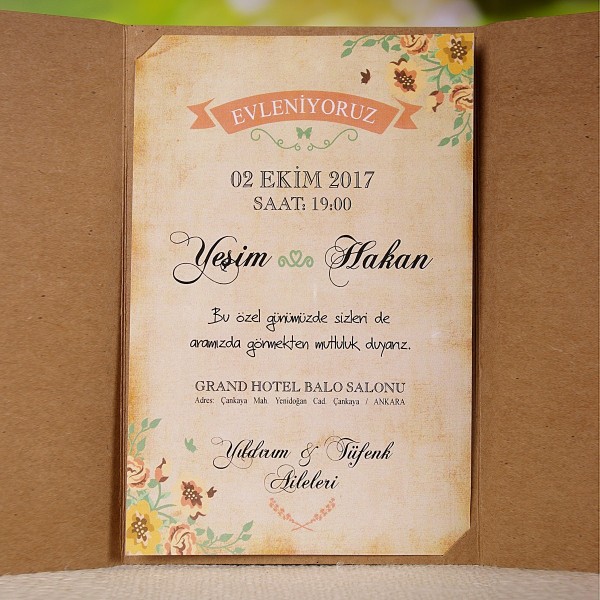 EVLENİYORUZ
02 EKİM 2017
SAAT: 19:00
Yeşim Hakan
Bu özel günümüzde sizleri de
aramızda görmekten mutluluk duyarız.
GRAND HOTEL BALO SALONU
Adres: Çankaya Mah. Yenidoğan Cad. Çankaya / ANKARA
Yıldırım & Tüfenk
Aileleri